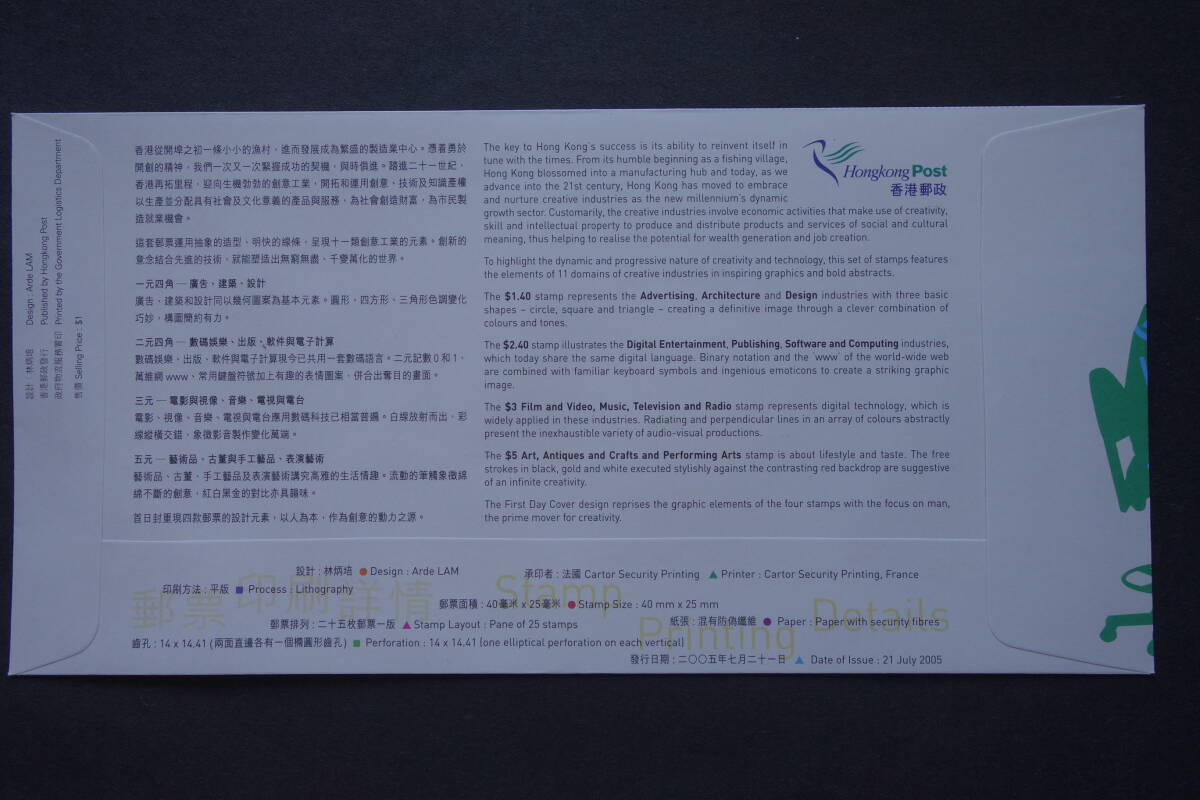 香港從開埠之初一條小小的漁村，進而發展成為繁盛的製造業中心。憑着勇於
開創的精神，我們一次又一次緊握成功的契機，與時俱進。踏進二十一世紀，
香港再拓里程，迎向生機勃勃的創意工業，開拓和運用創意、技術及知識產權
以生產並分配具有社會及文化意義的產品與服務，為社會創造財富，為市民製
造就業機會。
這套郵票運用抽象的造型、明快的線條，呈現十一類創意工業的元素。創新的
意念結合先進的技術，就能塑造出無窮無盡、千變萬化的世界。
一元四角 — 廣告、建築、設計
廣告、建築和設計同以幾何圖案為基本元素。圓形、四方形、三角形色調變化
巧妙，構圖簡約有力。
二元四角 — 數碼娛樂、出版、軟件與電子計算
數碼娛樂、出版、軟件與電子計算現今已共用一套數碼語言。二元記數 0 和 1、
萬維網 www、常用鍵盤符號加上有趣的表情圖案，併合出奪目的畫面。
三元 — 電影與視像、音樂、電視與電台
電影、視像、音樂、電視與電台應用數碼科技已相當普遍。白線放射而出，彩
線縱橫交錯，象徵影音製作變化萬端。
五元 — 藝術品、古董與手工藝品、表演藝術
藝術品、古董、手工藝品及表演藝術講究高雅的生活情趣。流動的筆觸象徵綿
綿不斷的創意，紅白黑金的對比亦具韻味。
首日封重現四款郵票的設計元素，以人為本，作為創意的動力之源。
The key to Hong Kong's success is its ability to reinvent itself in
tune with the times. From its humble beginning as a fishing village,
Hong Kong blossomed into a manufacturing hub and today, as we
advance into the 21st century, Hong Kong has moved to embrace
and nurture creative industries as the new millennium's dynamic
growth sector. Customarily, the creative industries involve economic activities that make use of creativity,
skill and intellectual property to produce and distribute products and services of social and cultural
meaning, thus helping to realise the potential for wealth generation and job creation.
To highlight the dynamic and progressive nature of creativity and technology, this set of stamps features
the elements of 11 domains of creative industries in inspiring graphics and bold abstracts.
The $1.40 stamp represents the Advertising, Architecture and Design industries with three basic
shapes – circle, square and triangle – creating a definitive image through a clever combination of
colours and tones.
The $2.40 stamp illustrates the Digital Entertainment, Publishing, Software and Computing industries,
which today share the same digital language. Binary notation and the 'www' of the world-wide web
are combined with familiar keyboard symbols and ingenious emoticons to create a striking graphic
image.
The $3 Film and Video, Music, Television and Radio stamp represents digital technology, which is
widely applied in these industries. Radiating and perpendicular lines in an array of colours abstractly
present the inexhaustible variety of audio-visual productions.
The $5 Art, Antiques and Crafts and Performing Arts stamp is about lifestyle and taste. The free
strokes in black, gold and white executed stylishly against the contrasting red backdrop are suggestive
of an infinite creativity.
The First Day Cover design reprises the graphic elements of the four stamps with the focus on man,
the prime mover for creativity.
Hongkong Post
香港郵政
設計 : 林炳培 Design : Arde LAM
香港郵政發行 Published by Hongkong Post
政府物流服務署印 Printed by the Government Logistics Department
售價 Selling Price : $1
郵票印刷詳情
Stamp
Printing
Details
設計 : 林炳培 ● Design : Arde LAM
承印者 : 法國 Cartor Security Printing ▲ Printer : Cartor Security Printing, France
印刷方法 : 平版 ■ Process : Lithography
郵票面積 : 40毫米 x 25毫米 ● Stamp Size : 40 mm x 25 mm
郵票排列 : 二十五枚郵票一版 ▲ Stamp Layout : Pane of 25 stamps
紙張 : 混有防偽纖維 ● Paper : Paper with security fibres
齒孔 : 14 x 14.41 (兩面直邊各有一個橢圓形齒孔) ■ Perforation : 14 x 14.41 (one elliptical perforation on each vertical)
發行日期 : 二〇〇五年七月二十一日 ▲ Date of Issue : 21 July 2005